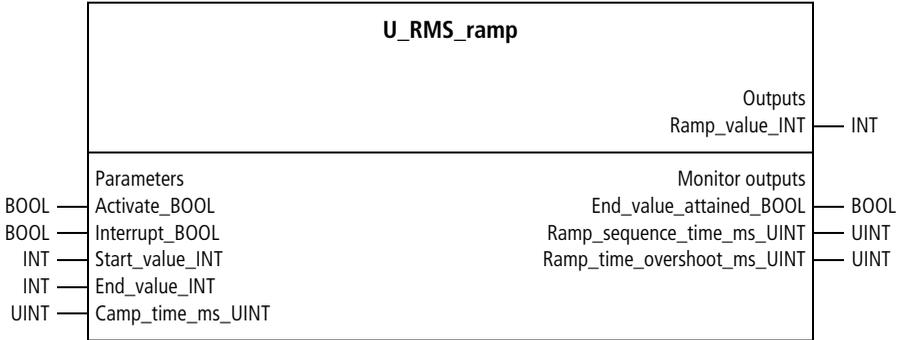 U_RMS_ramp
Outputs
Ramp_value_INT INT
Parameters Monitor outputs
BOOL Activate_BOOL End_value_attained_BOOL BOOL
BOOL Interrupt_BOOL Ramp_sequence_time_ms_UINT UINT
INT Start_value_INT Ramp_time_overshoot_ms_UINT UINT
INT End_value_INT
UINT Camp_time_ms_UINT